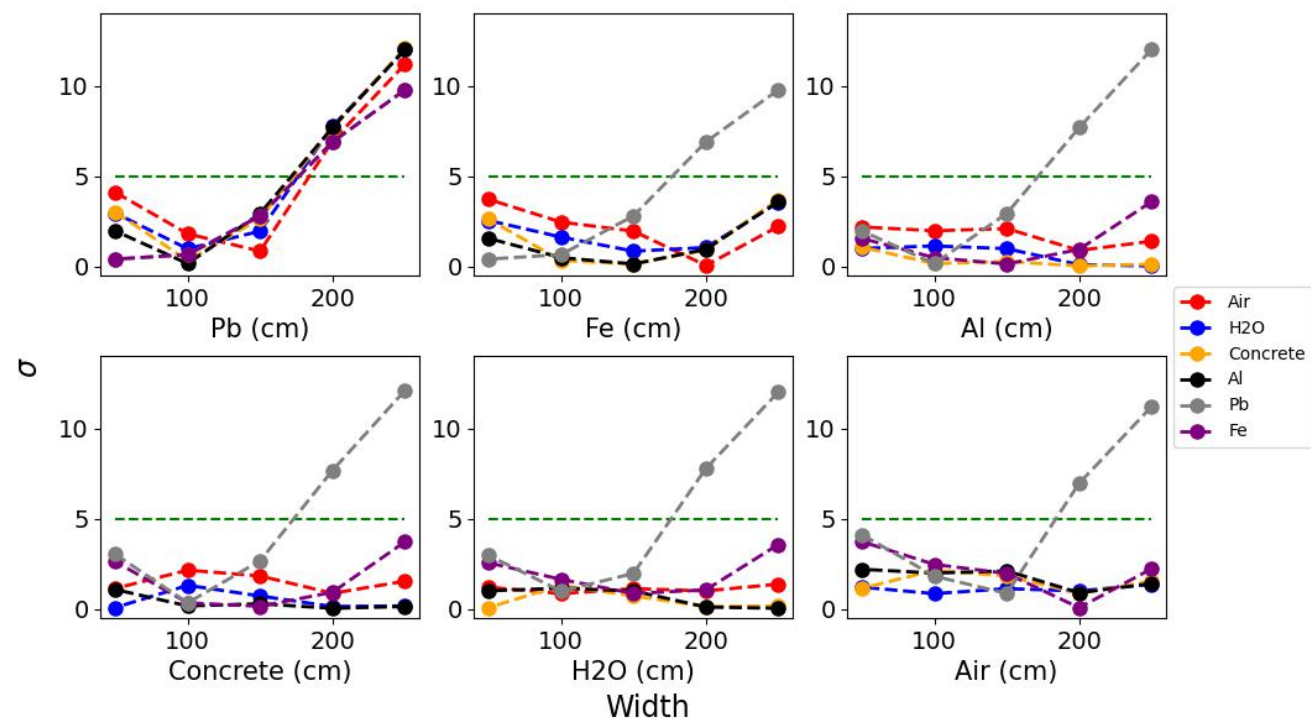 10
5
0
100 200
Pb (cm)
10
5
0
100 200
Fe (cm)
10
5
0
100 200
Al (cm)
Air
H2O
Concrete
Al
Pb
Fe
σ
10
5
0
100 200
Concrete (cm)
10
5
0
100 200
H2O (cm)
10
5
0
100 200
Air (cm)
Width